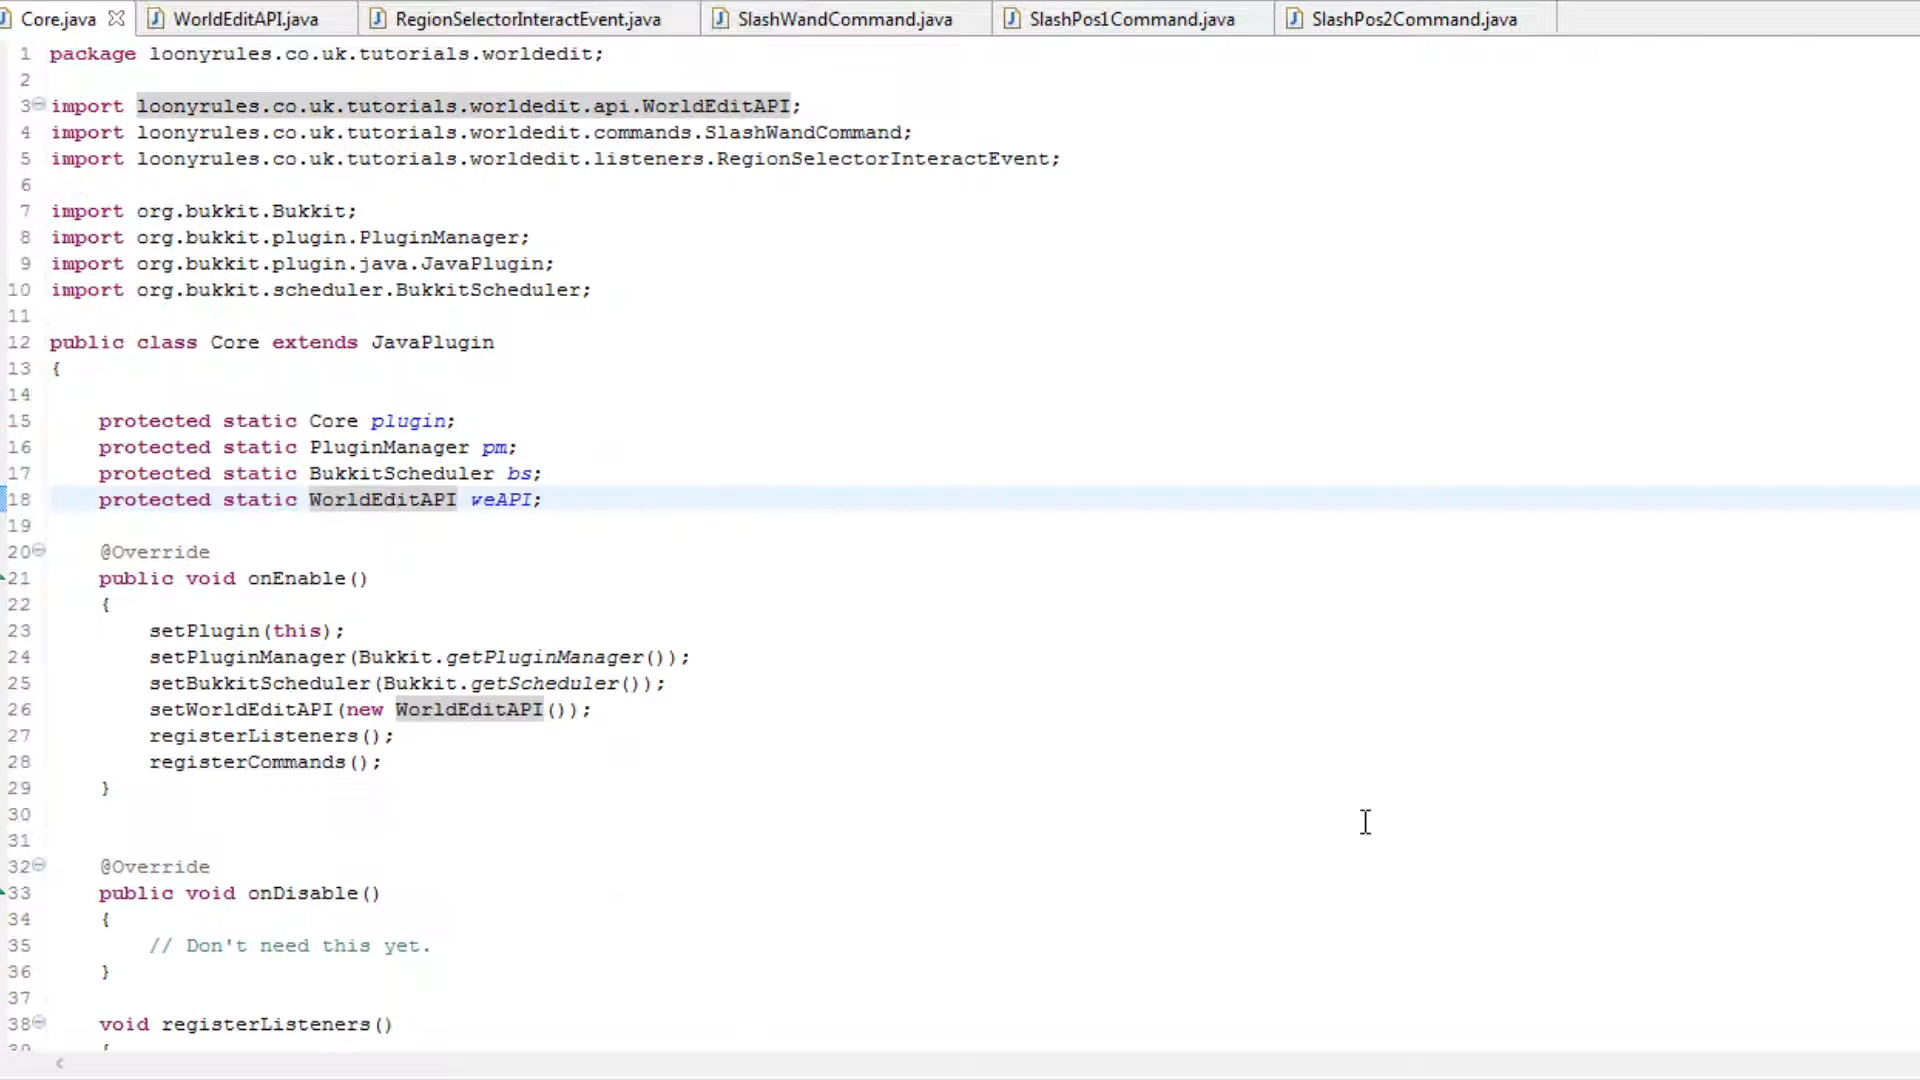 Core.java WorldEditAPI.java RegionSelectorInteractEvent.java SlashWandCommand.java SlashPos1Command.java SlashPos2Command.java
1 package loonyrules.co.uk.tutorials.worldedit;
2
3 import loonyrules.co.uk.tutorials.worldedit.api.WorldEditAPI;
4 import loonyrules.co.uk.tutorials.worldedit.commands.SlashWandCommand;
5 import loonyrules.co.uk.tutorials.worldedit.listeners.RegionSelectorInteractEvent;
6
7 import org.bukkit.Bukkit;
8 import org.bukkit.plugin.PluginManager;
9 import org.bukkit.plugin.java.JavaPlugin;
10 import org.bukkit.scheduler.BukkitScheduler;
11
12 public class Core extends JavaPlugin
13 {
14
15 protected static Core plugin;
16 protected static PluginManager pm;
17 protected static BukkitScheduler bs;
18 protected static WorldEditAPI weAPI;
19
20 @Override
21 public void onEnable()
22 {
23 setPlugin(this);
24 setPluginManager(Bukkit.getPluginManager());
25 setBukkitScheduler(Bukkit.getScheduler());
26 setWorldEditAPI(new WorldEditAPI());
27 registerListeners();
28 registerCommands();
29 }
30
31
32 @Override
33 public void onDisable()
34 {
35 // Don't need this yet.
36 }
37
38 void registerListeners()
39 {